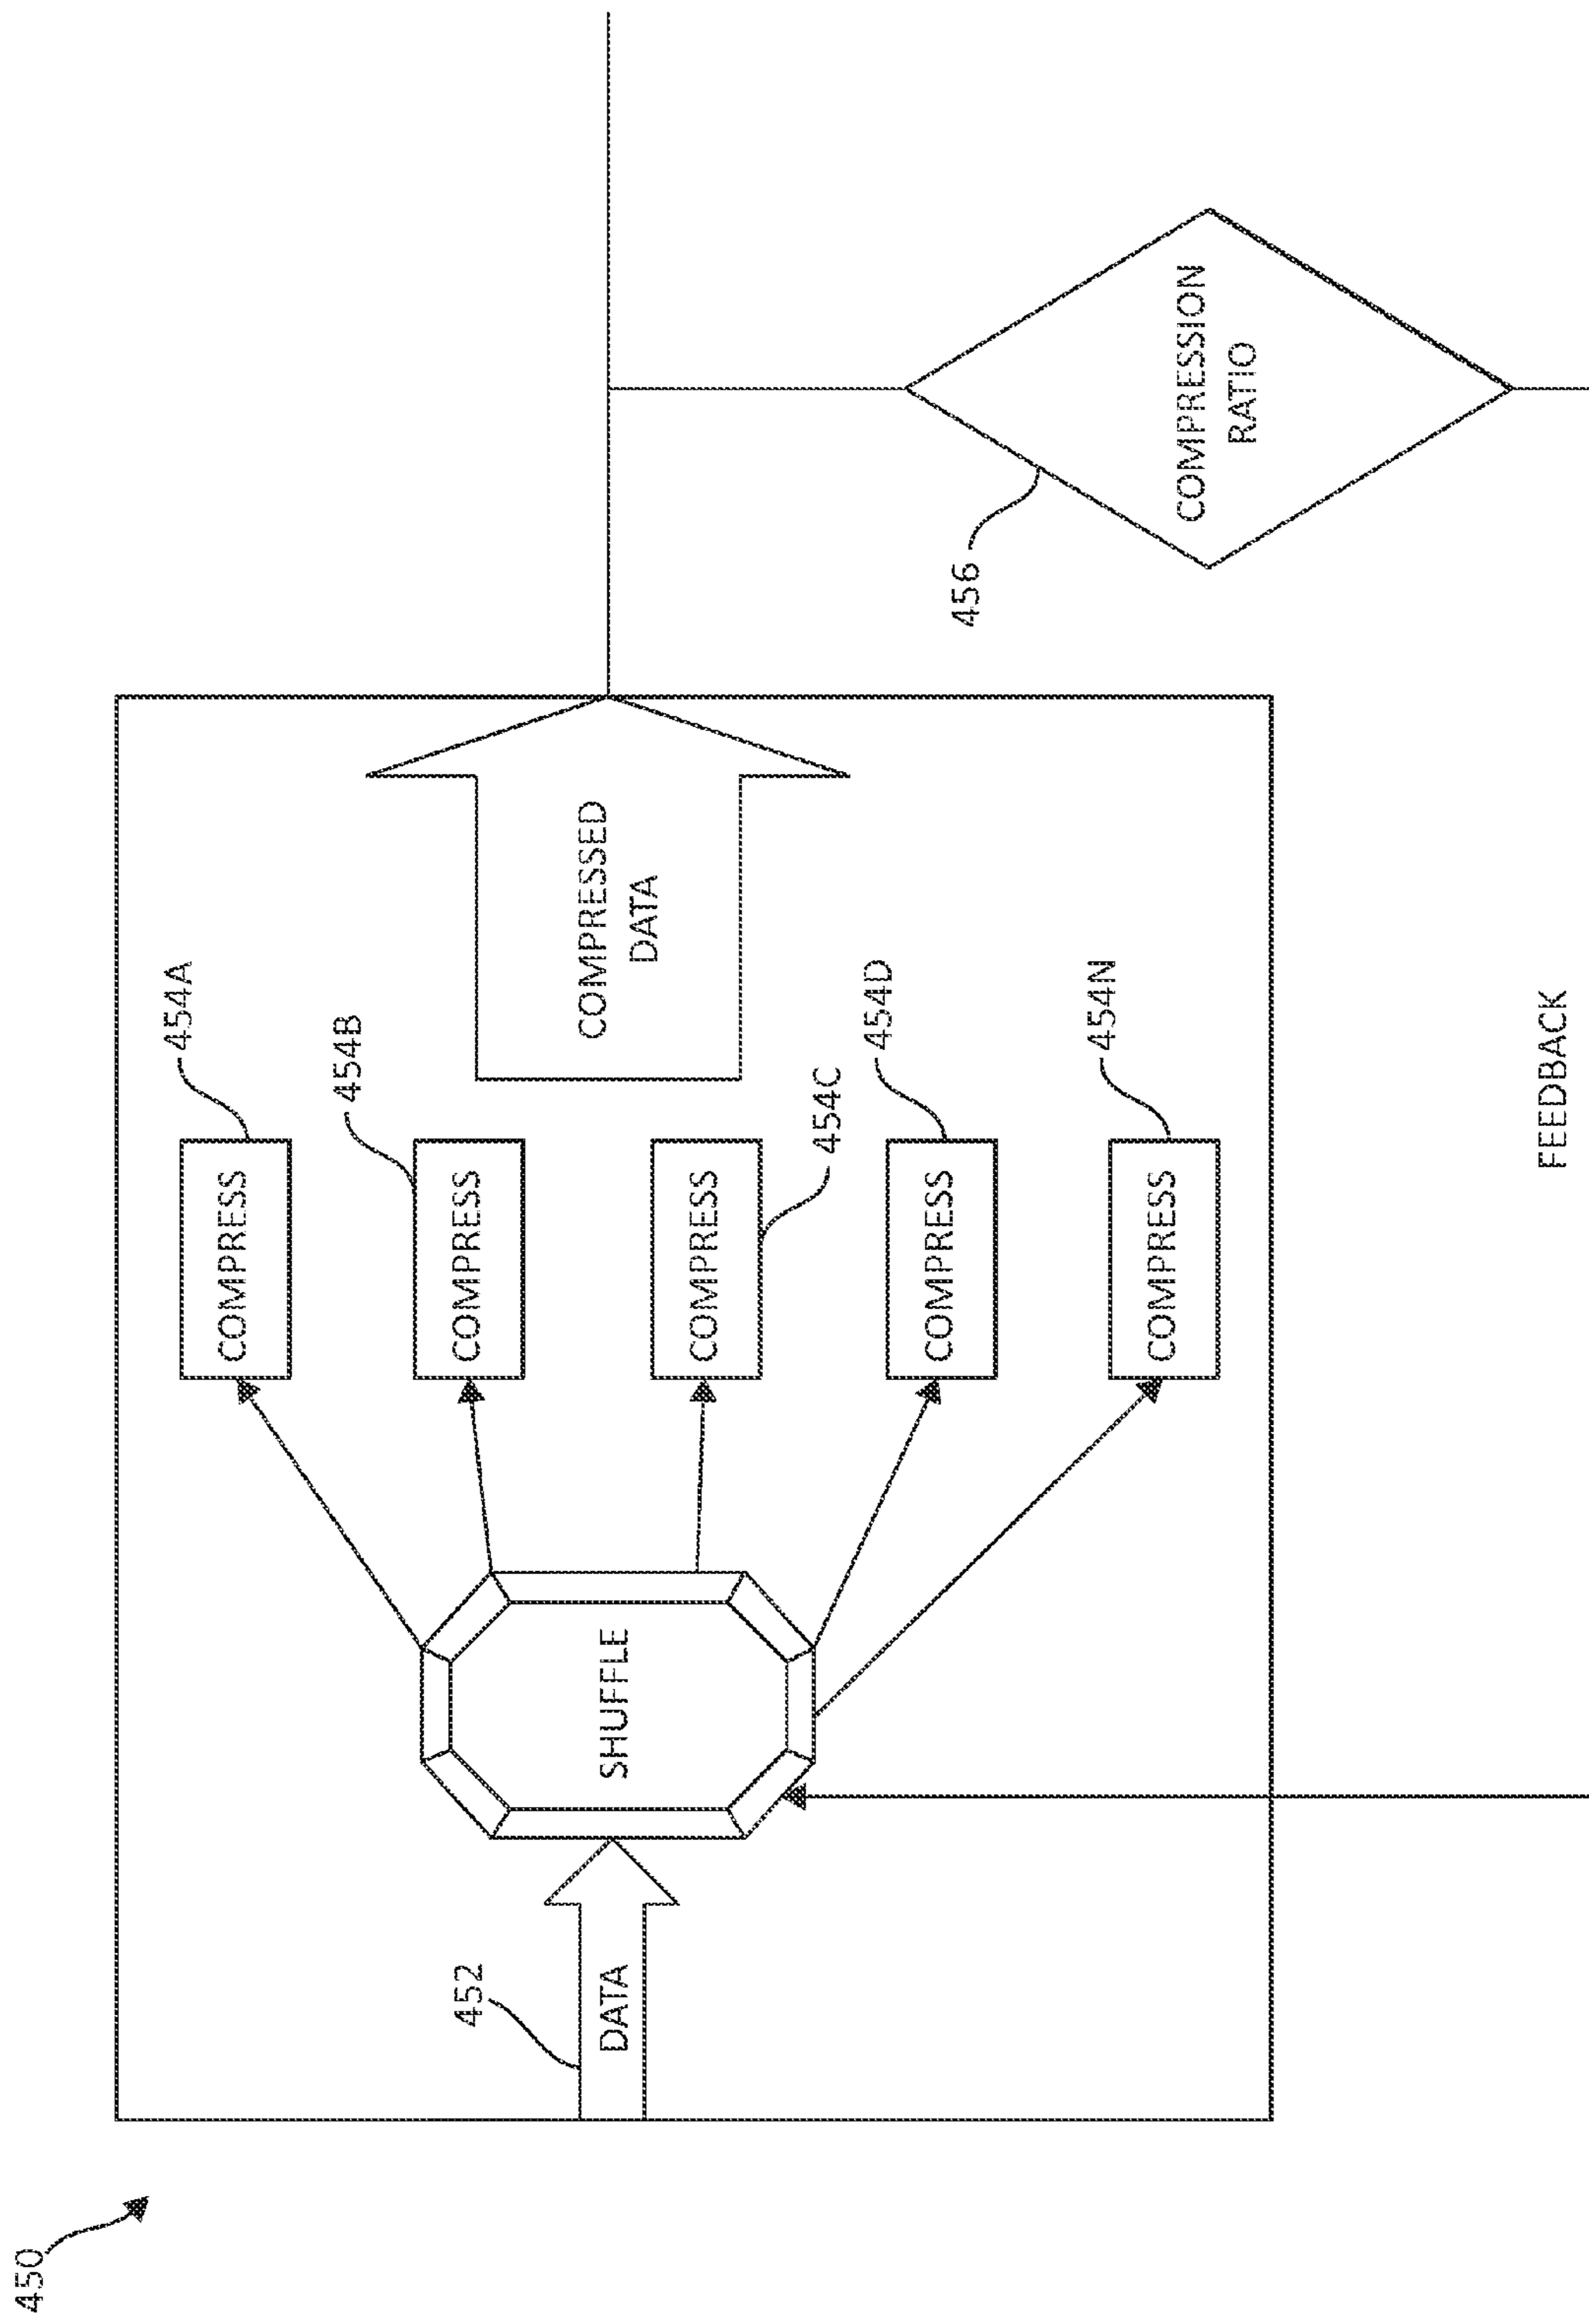 450
452
DATA
SHUFFLE
COMPRESS
454A
COMPRESS
454B
COMPRESS
454C
COMPRESS
454D
COMPRESS
454N
COMPRESSED
DATA
456
COMPRESSION
RATIO
FEEDBACK